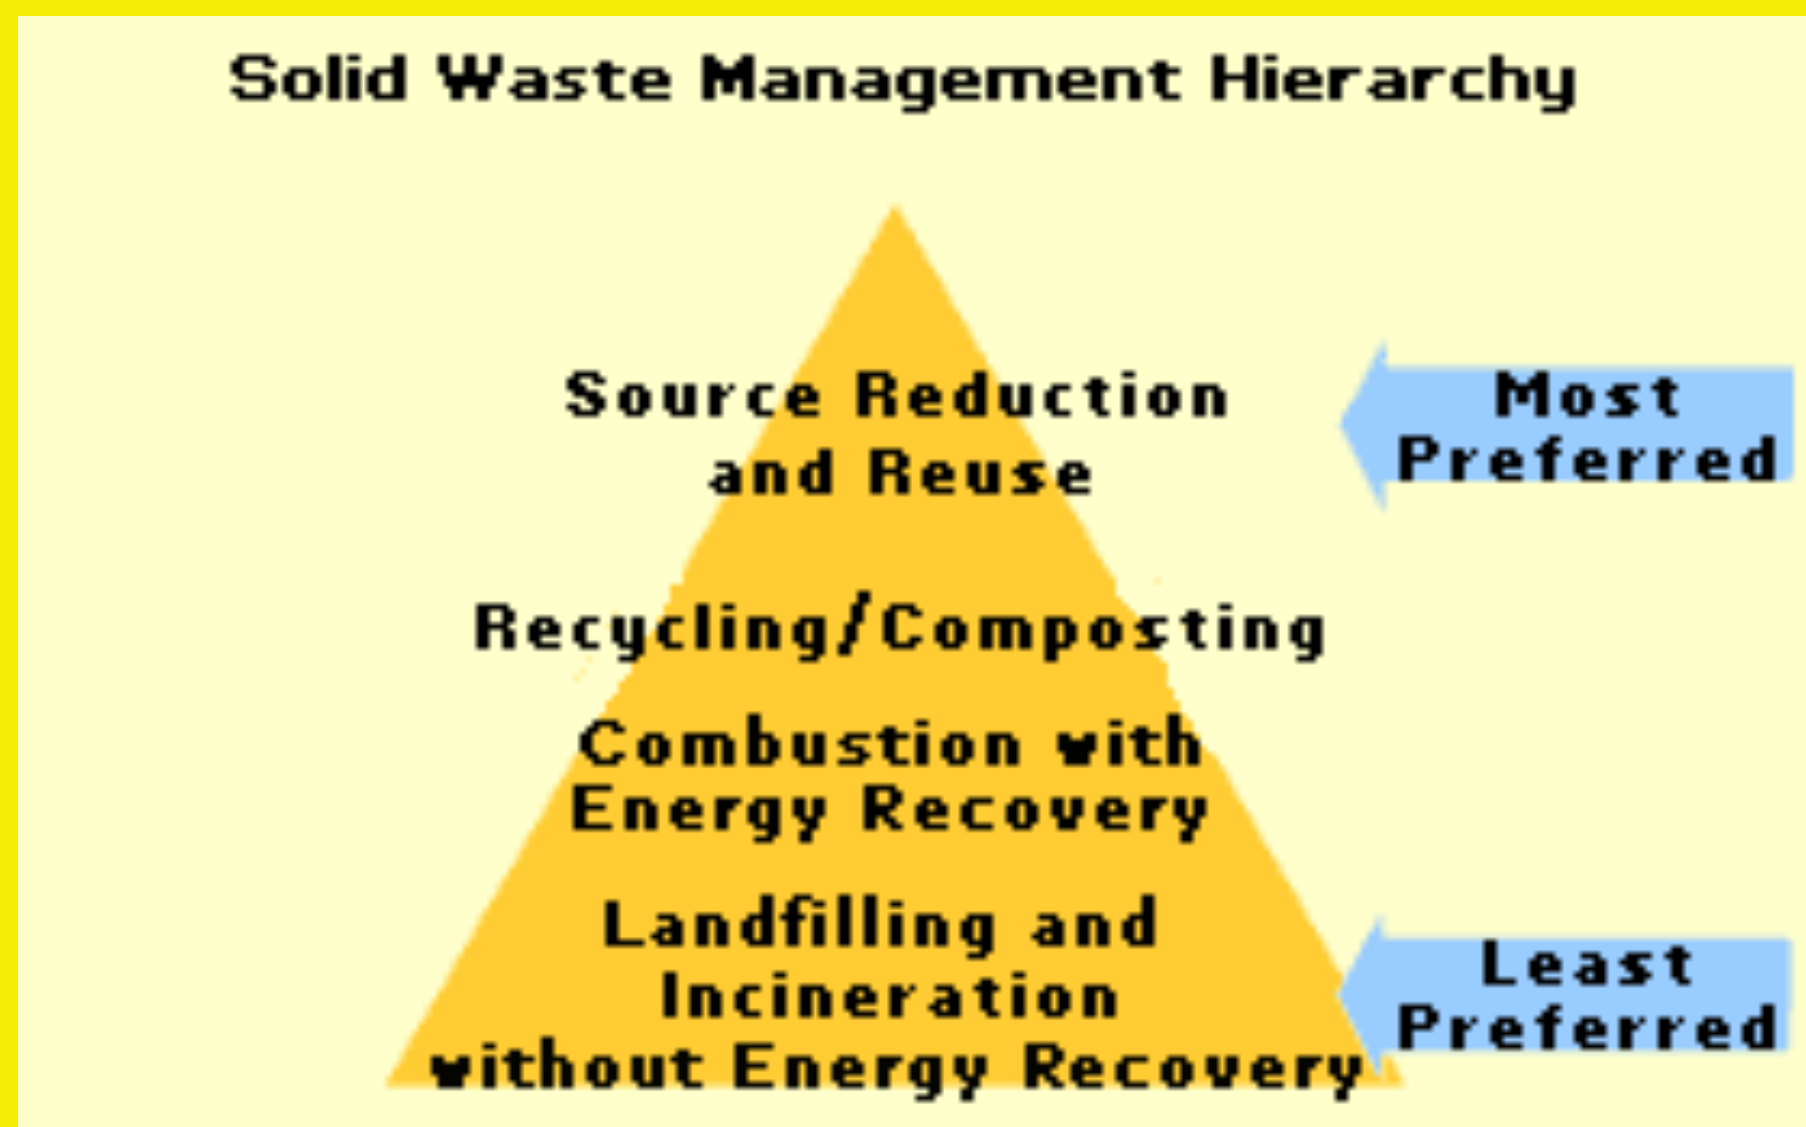 Solid Waste Management Hierarchy
Source Reduction
and Reuse
Most
Preferred
Recycling/Composting
Combustion with
Energy Recovery
Landfilling and
Incineration
without Energy Recovery
Least
Preferred